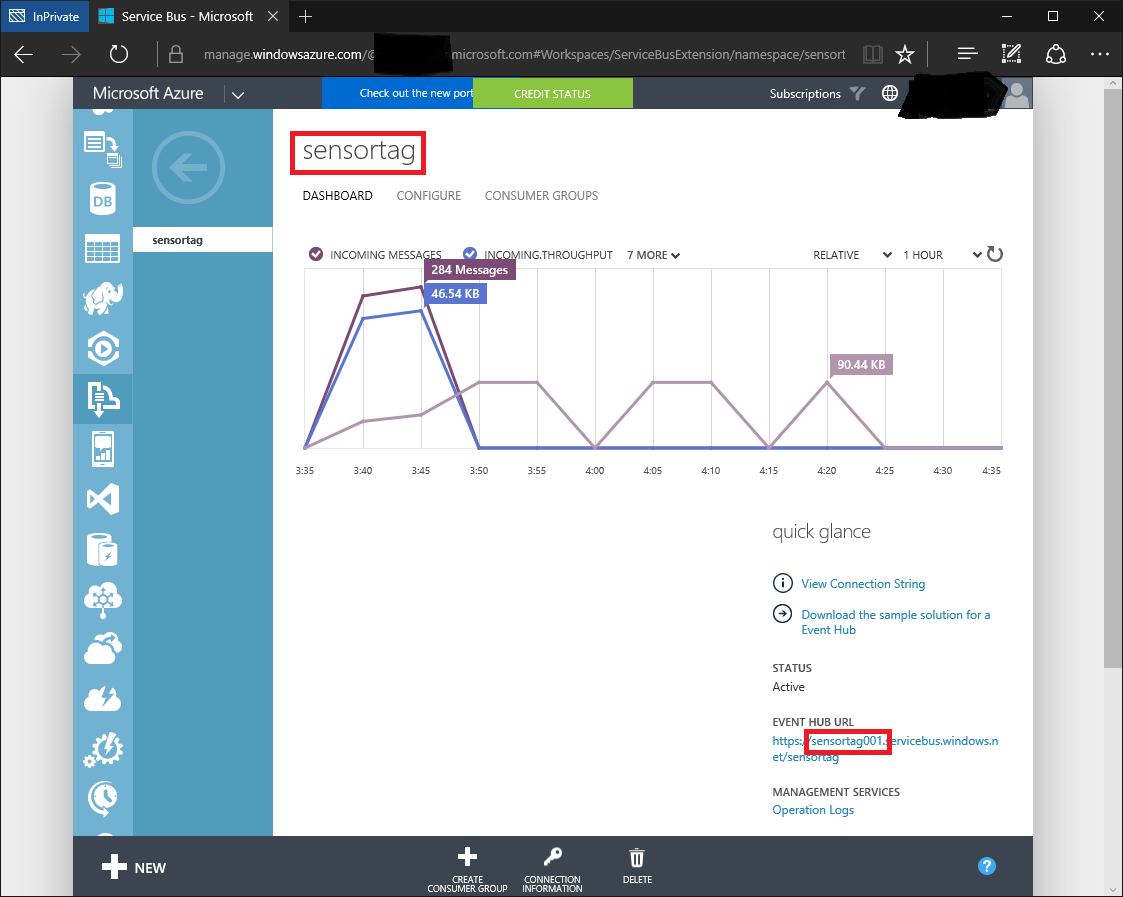 InPrivate
Service Bus - Microsoft
manage.windowsazure.com/@
microsoft.com#Workspaces/ServiceBusExtension/namespace/sensort
Microsoft Azure
Check out the new port
CREDIT STATUS
Subscriptions
DB
sensortag
sensortag
DASHBOARD CONFIGURE CONSUMER GROUPS
INCOMING MESSAGES INCOMING.THROUGHPUT 7 MORE RELATIVE 1 HOUR
284 Messages
46.54 KB
90.44 KB
3:35 3:40 3:45 3:50 3:55 4:00 4:05 4:10 4:15 4:20 4:25 4:30 4:35
quick glance
View Connection String
Download the sample solution for a
Event Hub
STATUS
Active
EVENT HUB URL
https://sensortag001.servicebus.windows.n
et/sensortag
MANAGEMENT SERVICES
Operation Logs
NEW
CREATE
CONSUMER GROUP
CONNECTION
INFORMATION
DELETE
?